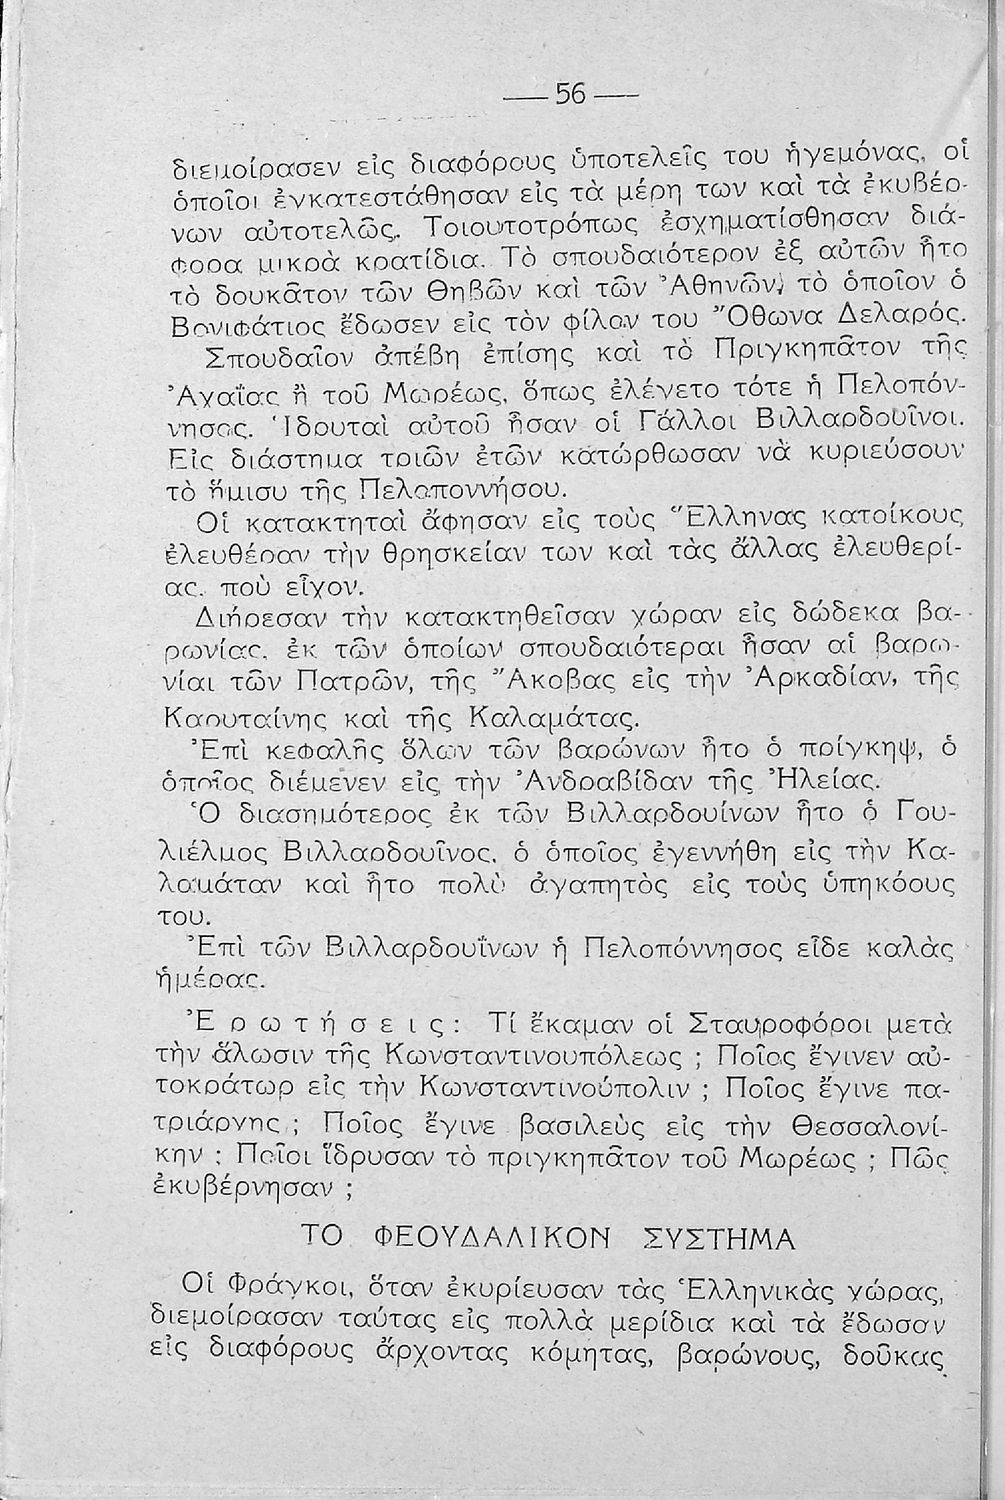 — 56 —
διεμοίρασεν εἰς διαφόρους ὑποτελεῖς του ἡγεμόνας, οἱ
ὁποῖοι ἐγκατεστάθησαν εἰς τὰ μέρη των καὶ τὰ ἐκυβέρ-
νων αὐτοτελῶς. Τοιουτοτρόπως ἐσχηματίσθησαν διά-
φορα μικρὰ κρατίδια. Τὸ σπουδαιότερον ἐξ αὐτῶν ἦτο
τὸ δουκᾶτον τῶν Θηβῶν καὶ τῶν Ἀθηνῶν, τὸ ὁποῖον ὁ
Βονιφάτιος ἔδωσεν εἰς τὸν φίλον του Ὄθωνα Δελαρός.
Σπουδαῖον ἀπέβη ἐπίσης καὶ τὸ Πριγκηπᾶτον τῆς
Ἀχαΐας ἢ τοῦ Μωρέως, ὅπως ἐλέγετο τότε ἡ Πελοπόν-
νησος. Ἱδρυταὶ αὐτοῦ ἦσαν οἱ Γάλλοι Βιλλαρδουῖνοι.
Εἰς διάστημα τριῶν ἐτῶν κατώρθωσαν νὰ κυριεύσουν
τὸ ἥμισυ τῆς Πελοποννήσου.
Οἱ κατακτηταὶ ἄφησαν εἰς τοὺς Ἕλληνας κατοίκους
ἐλευθέραν τὴν θρησκείαν των καὶ τὰς ἄλλας ἐλευθερί-
ας, ποὺ εἶχον.
Διήρεσαν τὴν κατακτηθεῖσαν χώραν εἰς δώδεκα βα-
ρωνίας, ἐκ τῶν ὁποίων σπουδαιότεραι ἦσαν αἱ βαρω-
νίαι τῶν Πατρῶν, τῆς Ἄκοβας εἰς τὴν Ἀρκαδίαν, τῆς
Καρυταίνης καὶ τῆς Καλαμάτας.
Ἐπὶ κεφαλῆς ὅλων τῶν βαρώνων ἦτο ὁ πρίγκηψ, ὁ
ὁποῖος διέμενεν εἰς τὴν Ἀνδραβίδαν τῆς Ἠλείας.
Ὁ διασημότερος ἐκ τῶν Βιλλαρδουίνων ἦτο ὁ Γου-
λιέλμος Βιλλαρδουῖνος, ὁ ὁποῖος ἐγεννήθη εἰς τὴν Κα-
λαμάταν καὶ ἦτο πολὺ ἀγαπητὸς εἰς τοὺς ὑπηκόους
του.
Ἐπὶ τῶν Βιλλαρδουΐνων ἡ Πελοπόννησος εἶδε καλὰς
ἡμέρας.
Ἐρωτήσεις: Τί ἔκαμαν οἱ Σταυροφόροι μετὰ
τὴν ἅλωσιν τῆς Κωνσταντινουπόλεως ; Ποῖος ἔγινεν αὐ-
τοκράτωρ εἰς τὴν Κωνσταντινούπολιν ; Ποῖος ἔγινε πα-
τριάρχης ; Ποῖος ἔγινε βασιλεὺς εἰς τὴν Θεσσαλονί-
κην ; Ποῖοι ἵδρυσαν τὸ πριγκηπᾶτον τοῦ Μωρέως ; Πῶς
ἐκυβέρνησαν ;
ΤΟ ΦΕΟΥΔΑΛΙΚΟΝ ΣΥΣΤΗΜΑ
Οἱ Φράγκοι, ὅταν ἐκυρίευσαν τὰς Ἑλληνικὰς χώρας,
διεμοίρασαν ταύτας εἰς πολλὰ μερίδια καὶ τὰ ἔδωσαν
εἰς διαφόρους ἄρχοντας κόμητας, βαρώνους, δοῦκας